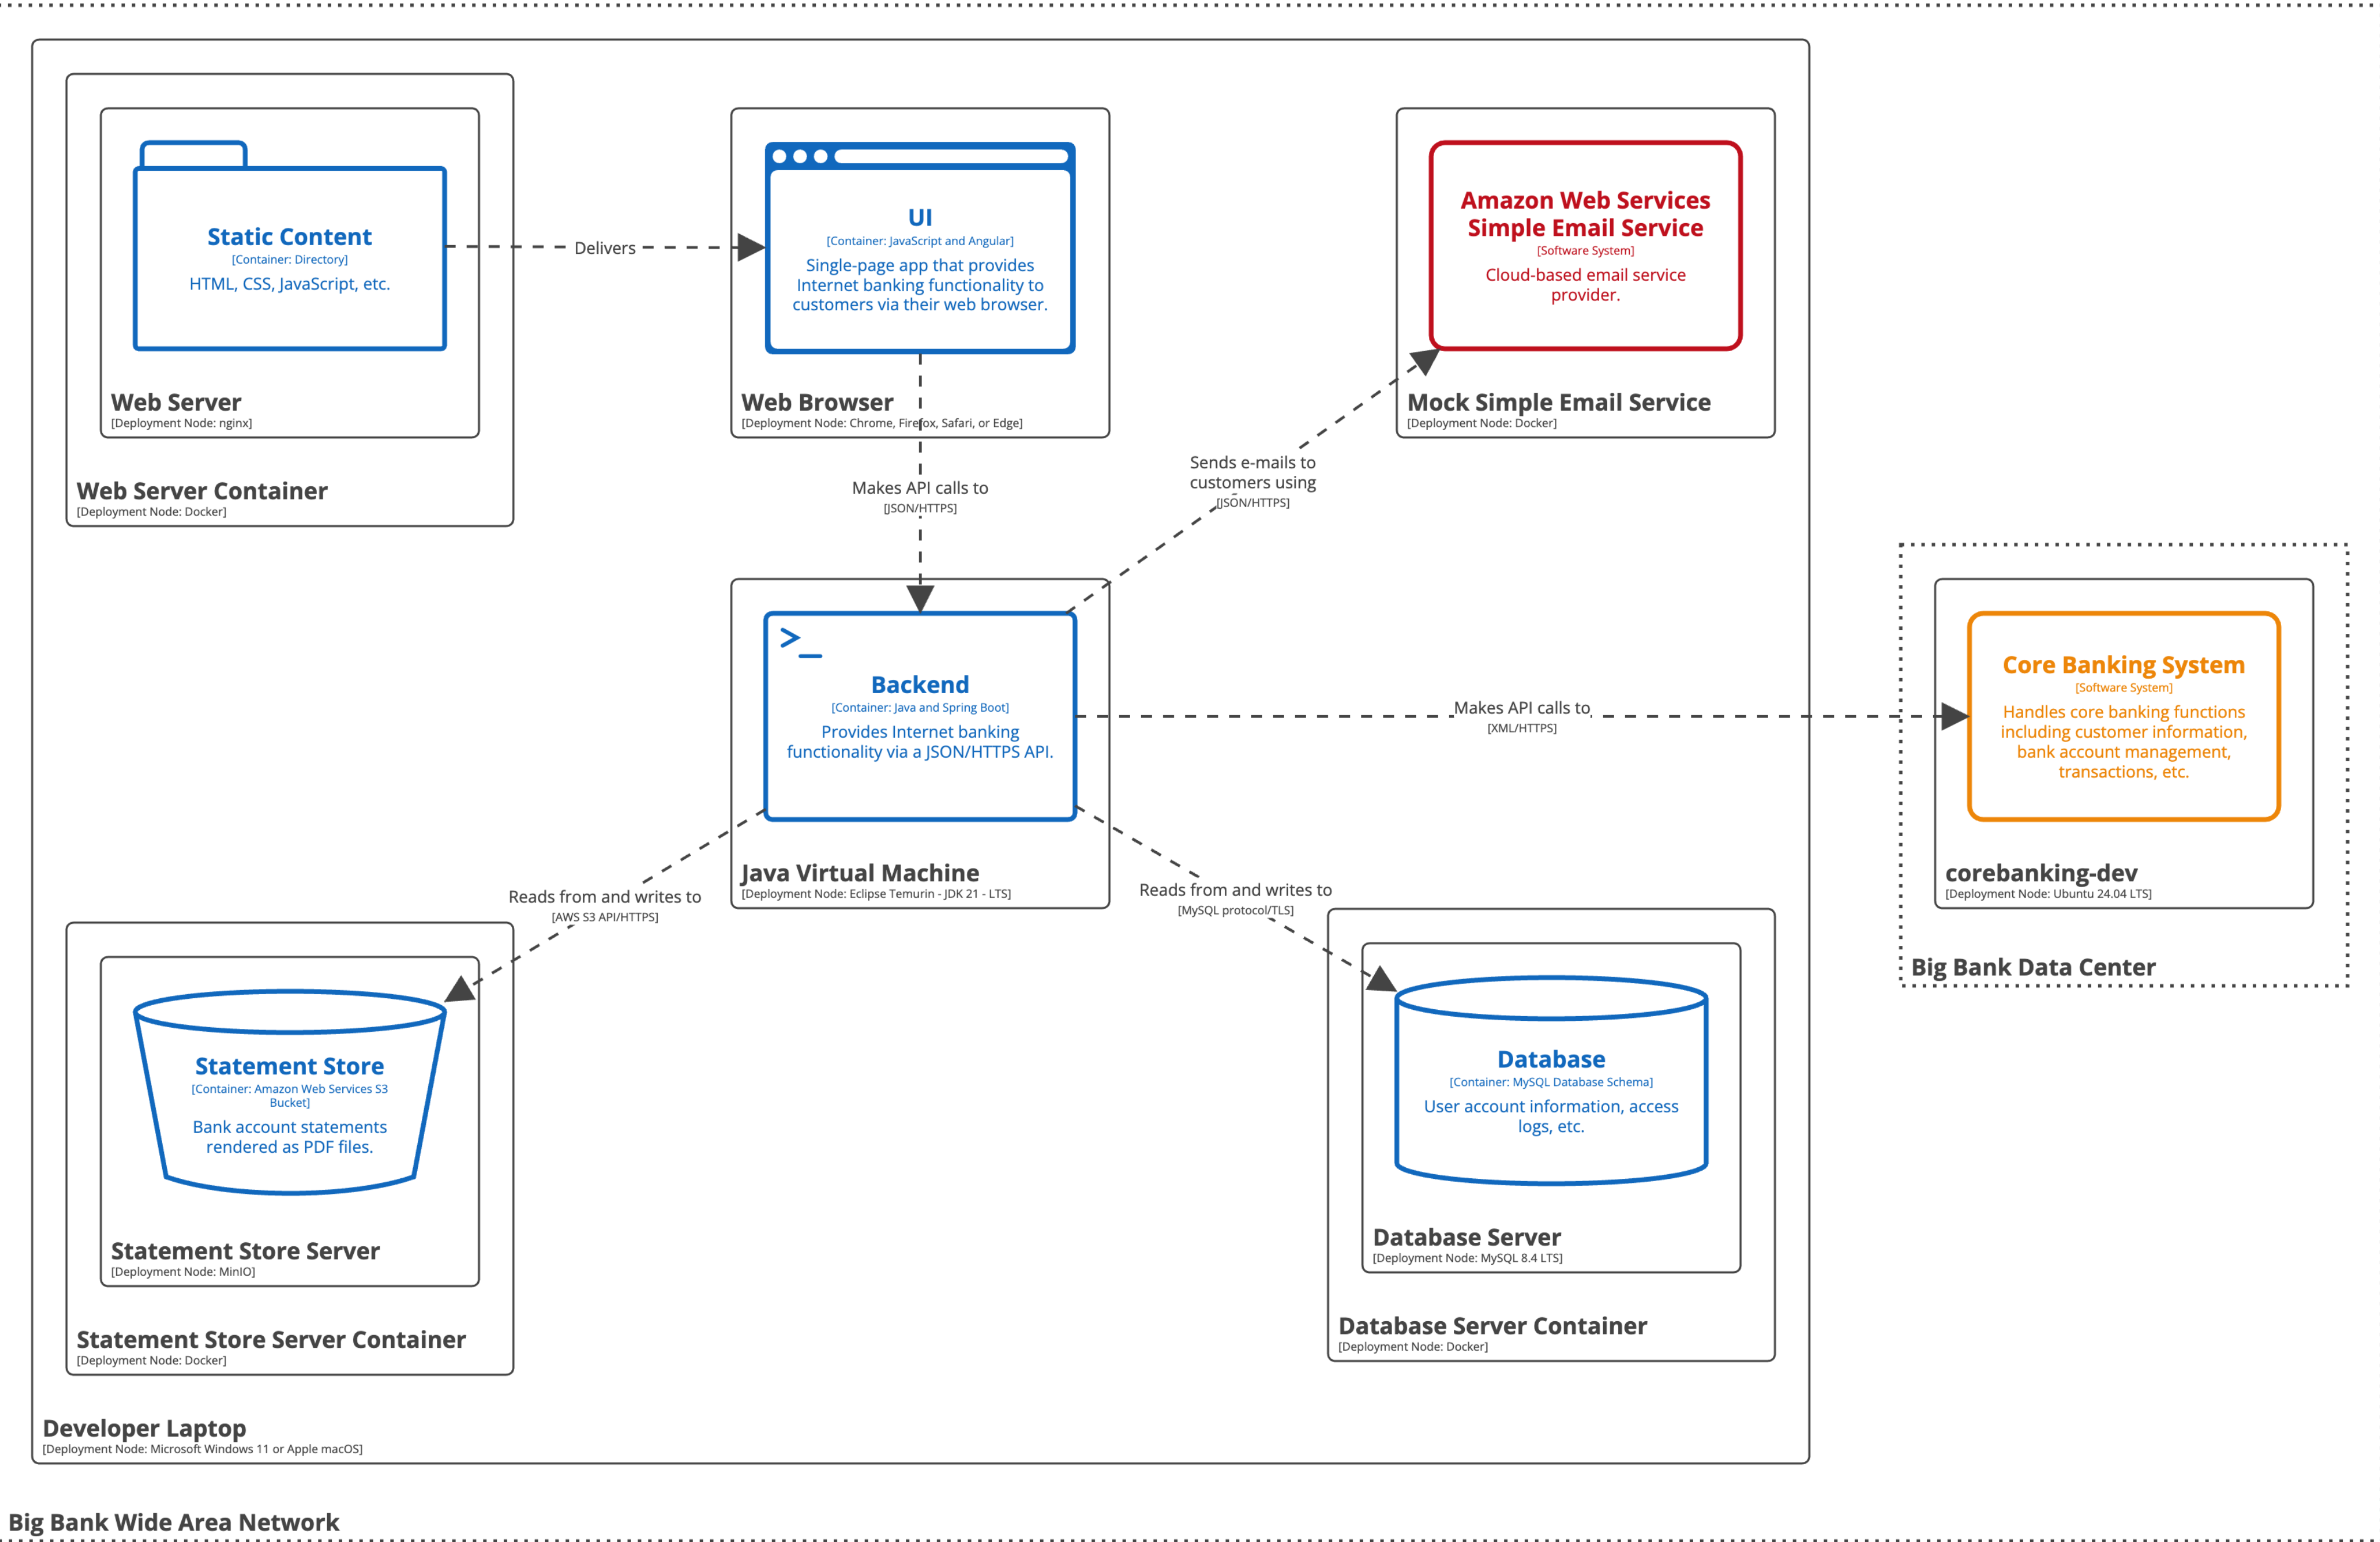 Static Content
[Container: Directory]
HTML, CSS, JavaScript, etc.
Web Server
[Deployment Node: nginx]
Web Server Container
[Deployment Node: Docker]
Delivers
UI
[Container: JavaScript and Angular]
Single-page app that provides
Internet banking functionality to
customers via their web browser.
Web Browser
[Deployment Node: Chrome, Firefox, Safari, or Edge]
Amazon Web Services
Simple Email Service
[Software System]
Cloud-based email service
provider.
Mock Simple Email Service
[Deployment Node: Docker]
Makes API calls to
[JSON/HTTPS]
Sends e-mails to
customers using
[JSON/HTTPS]
>_
Backend
[Container: Java and Spring Boot]
Provides Internet banking
functionality via a JSON/HTTPS API.
Java Virtual Machine
[Deployment Node: Eclipse Temurin - JDK 21 - LTS]
Makes API calls to
[XML/HTTPS]
Core Banking System
[Software System]
Handles core banking functions
including customer information,
bank account management,
transactions, etc.
corebanking-dev
[Deployment Node: Ubuntu 24.04 LTS]
Big Bank Data Center
Reads from and writes to
[AWS S3 API/HTTPS]
Reads from and writes to
[MySQL protocol/TLS]
Statement Store
[Container: Amazon Web Services S3
Bucket]
Bank account statements
rendered as PDF files.
Statement Store Server
[Deployment Node: MinIO]
Statement Store Server Container
[Deployment Node: Docker]
Database
[Container: MySQL Database Schema]
User account information, access
logs, etc.
Database Server
[Deployment Node: MySQL 8.4 LTS]
Database Server Container
[Deployment Node: Docker]
Developer Laptop
[Deployment Node: Microsoft Windows 11 or Apple macOS]
Big Bank Wide Area Network